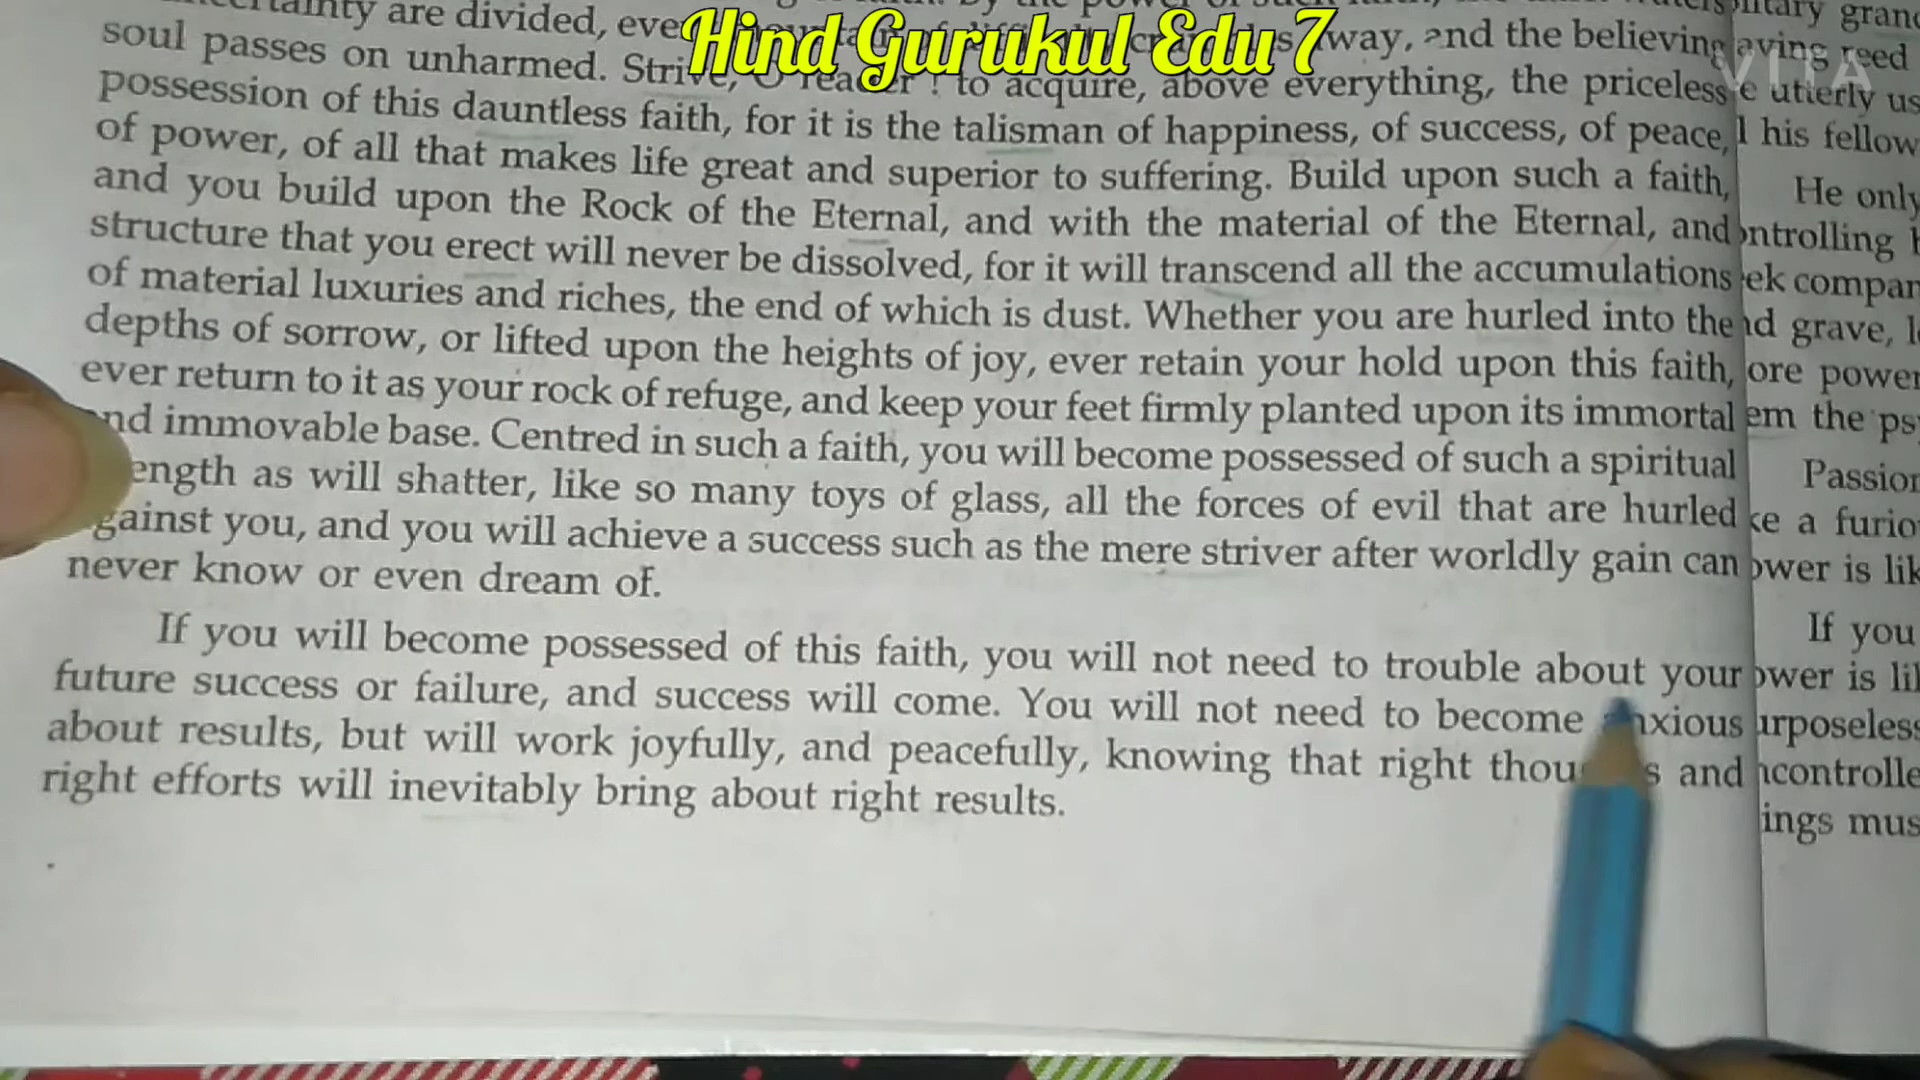 Hind Gurukul Edu 7
VITA
are divided,
soul passes on unharmed. Strive, O reader ! to acquire, above everything, the priceless
possession of this dauntless faith, for it is the talisman of happiness, of success, of peace,
of power, of all that makes life great and superior to suffering. Build upon such a faith,
and you build upon the Rock of the Eternal, and with the material of the Eternal, and
structure that you erect will never be dissolved, for it will transcend all the accumulations
of material luxuries and riches, the end of which is dust. Whether you are hurled into the
depths of sorrow, or lifted upon the heights of joy, ever retain your hold upon this faith,
ever return to it as your rock of refuge, and keep your feet firmly planted upon its immortal
nd immovable base. Centred in such a faith, you will become possessed of such a spiritual
ength as will shatter, like so many toys of glass, all the forces of evil that are hurled
gainst you, and you will achieve a success such as the mere striver after worldly gain can
never know or even dream of.
If you will become possessed of this faith, you will not need to trouble about your
future success or failure, and success will come. You will not need to become anxious
about results, but will work joyfully, and peacefully, knowing that right thou s and
right efforts will inevitably bring about right results.
reed
utterly us
his fellow
He only
ontrolling
ek compan
grave,
ore power
em the psy
Passion
ke a furio
ower is lik
If you
ower is lik
urposeless
ncontrolle
ings mus